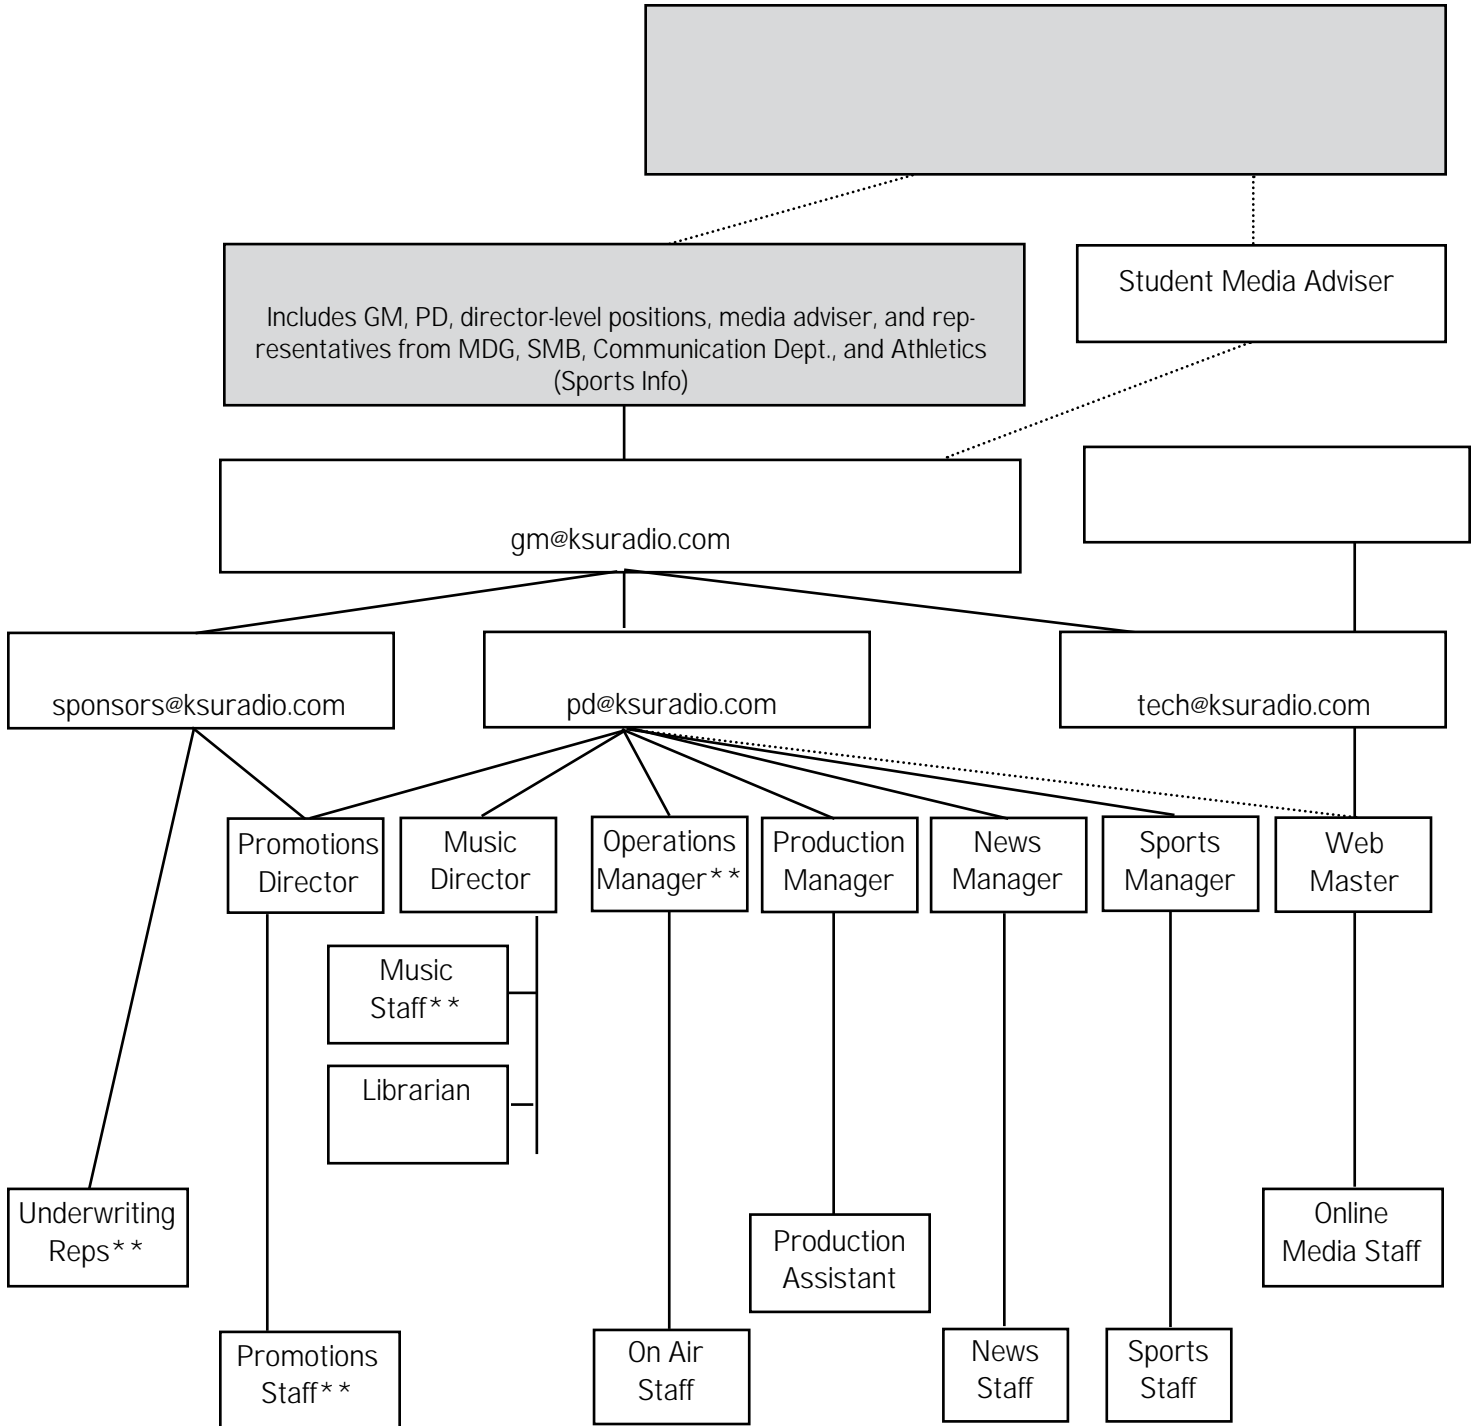 Student Media Adviser
Includes GM, PD, director-level positions, media adviser, and rep-
resentatives from MDG, SMB, Communication Dept., and Athletics
(Sports Info)
gm@ksuradio.com
sponsors@ksuradio.com
pd@ksuradio.com
tech@ksuradio.com
Promotions
Director
Music
Director
Operations
Manager**
Production
Manager
News
Manager
Sports
Manager
Web
Master
Music
Staff**
Librarian
Underwriting
Reps**
Production
Assistant
Online
Media Staff
Promotions
Staff**
On Air
Staff
News
Staff
Sports
Staff